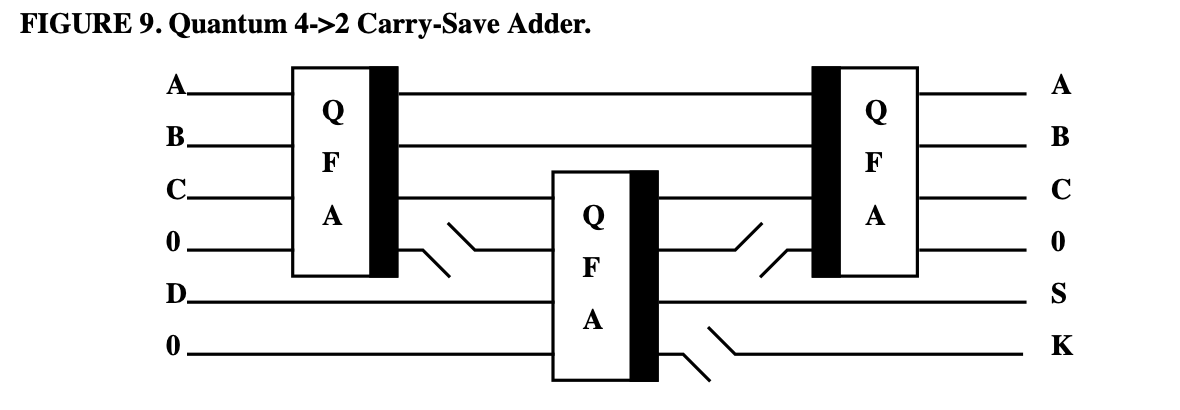 FIGURE 9. Quantum 4->2 Carry-Save Adder.
A
B
C
0
D
0
Q
F
A
Q
F
A
Q
F
A
A
B
C
0
S
K